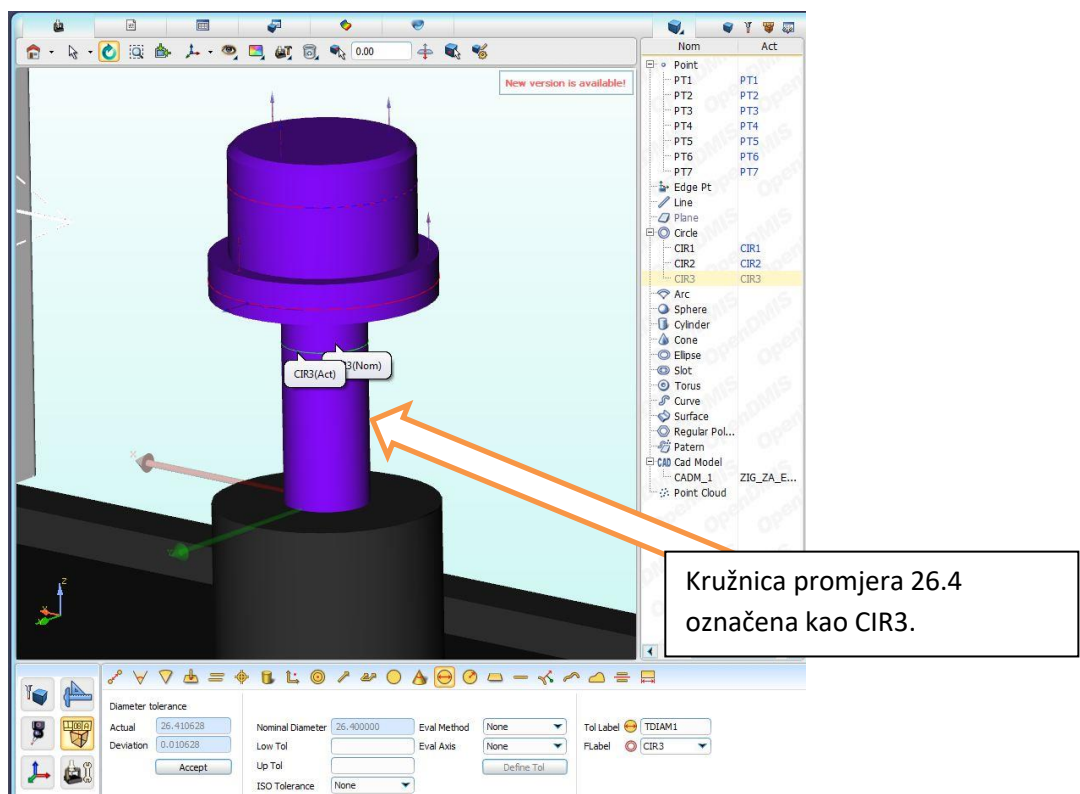 0.00
New version is available!
Nom Act
Point
PT1 PT1
PT2 PT2
PT3 PT3
PT4 PT4
PT5 PT5
PT6 PT6
PT7 PT7
Edge Pt
Line
Plane
Circle
CIR1 CIR1
CIR2 CIR2
CIR3 CIR3
Arc
Sphere
Cylinder
Cone
Ellipse
Slot
Torus
Curve
Surface
Regular Pol...
Patern
CAD Cad Model
CADM_1 ZIG_ZA_E...
Point Cloud
3(Nom)
CIR3(Act)
x
z
Kružnica promjera 26.4
označena kao CIR3.
Diameter tolerance
Actual 26.410628 Nominal Diameter 26.400000 Eval Method None Tol Label TDIAM1
Deviation 0.010628 Low Tol Eval Axis None FLabel CIR3
Accept Up Tol Define Tol
ISO Tolerance None